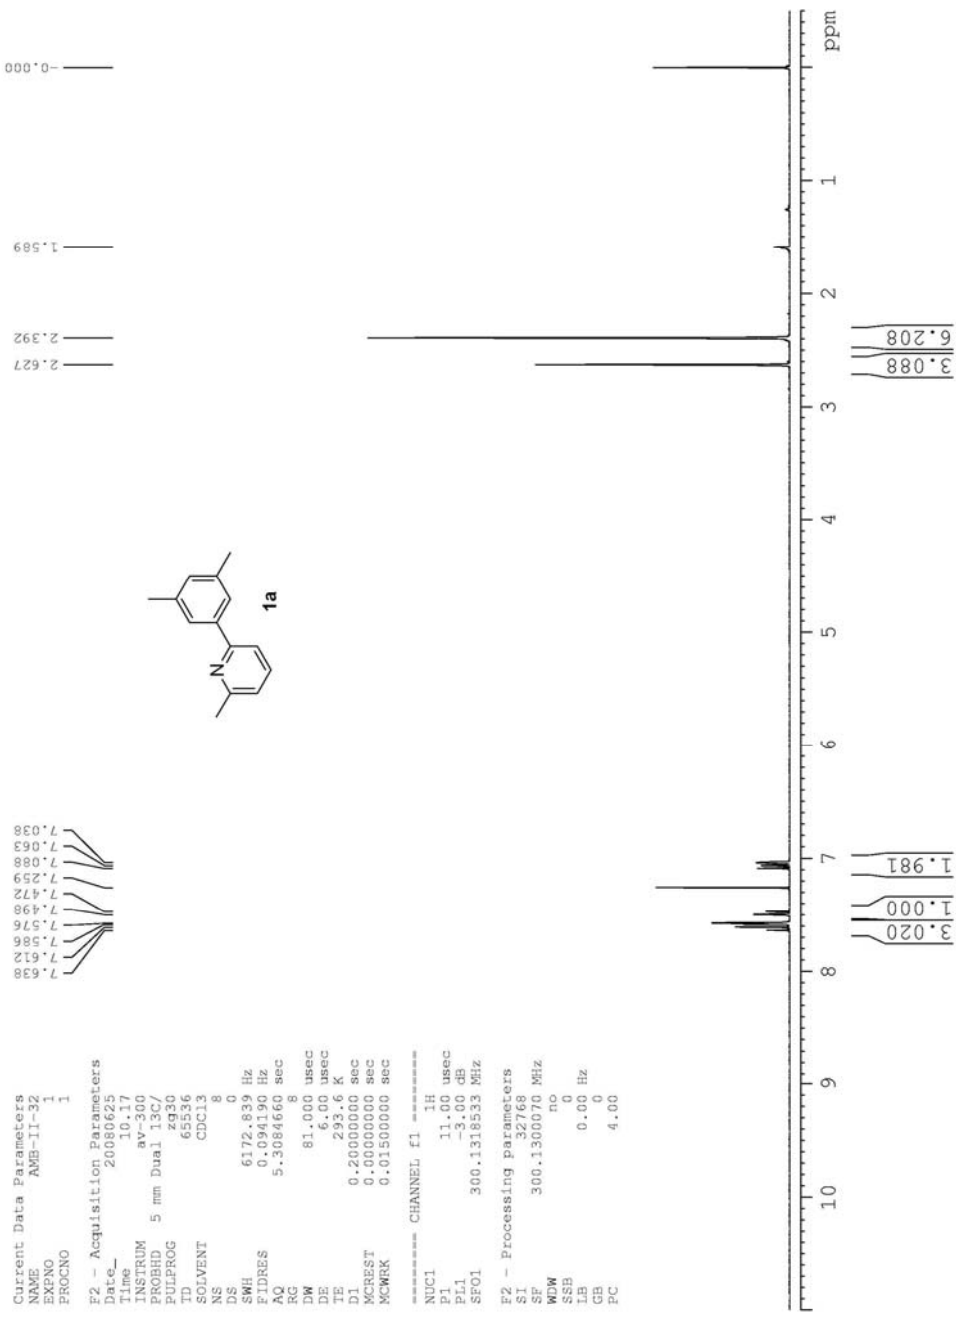 Current Data Parameters
NAME AMB-II-32
EXPNO 1
PROCNO 1
F2 - Acquisition Parameters
Date_ 20080625
Time 10.17
INSTRUM av-300
PROBHD 5 mm Dual 13C/
PULPROG zg30
TD 65536
SOLVENT CDCl3
NS 8
DS 0
SWH 6172.839 Hz
FIDRES 0.094190 Hz
AQ 5.3084660 sec
RG 8
DW 81.000 usec
DE 6.00 usec
TE 293.6 K
D1 0.20000000 sec
MCREST 0.00000000 sec
MCWRK 0.01500000 sec
======== CHANNEL f1 ========
NUC1 1H
P1 11.00 usec
PL1 -3.00 dB
SFO1 300.1318533 MHz
F2 - Processing parameters
SI 32768
SF 300.1300070 MHz
WDW no
SSB 0
LB 0.00 Hz
GB 0
PC 4.00
7.638
7.612
7.586
7.576
7.498
7.472
7.259
7.088
7.063
7.038
2.627
2.392
1.589
-0.000
N
1a
10 9 8 7 6 5 4 3 2 1 ppm
3.020
1.000
1.981
3.088
6.208